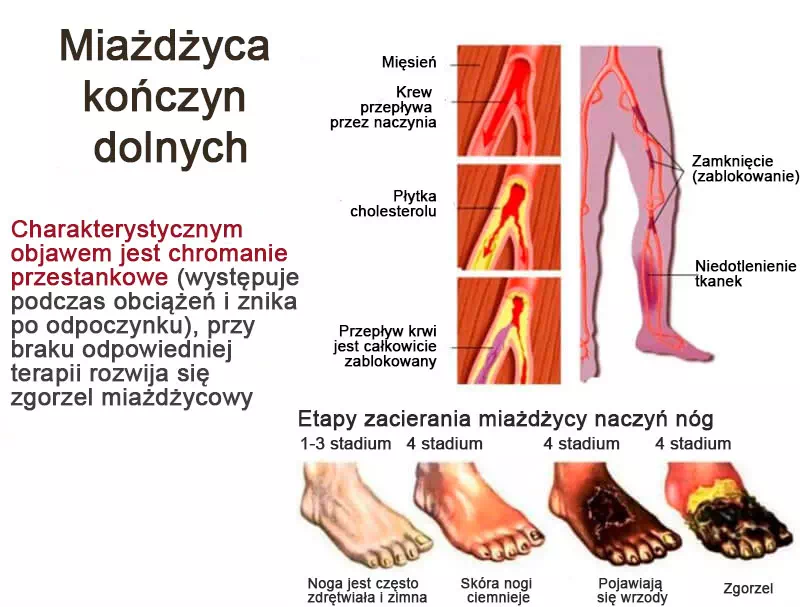 Miażdżyca
kończyn
dolnych
Charakterystycznym
objawem jest chromanie
przestankowe (występuje
podczas obciążeń i znika
po odpoczynku), przy
braku odpowiedniej
terapii rozwija się
zgorzel miażdżycowy
Mięsień
Krew
przepływa
przez naczynia
Płytka
cholesterolu
Przepływ krwi
jest całkowicie
zablokowany
Zamknięcie
(zablokowanie)
Niedotlenienie
tkanek
Etapy zacierania miażdżycy naczyń nóg
1-3 stadium 4 stadium 4 stadium 4 stadium
Noga jest często
zdrętwiała i zimna
Skóra nogi
ciemnieje
Pojawiają
się wrzody
Zgorzel